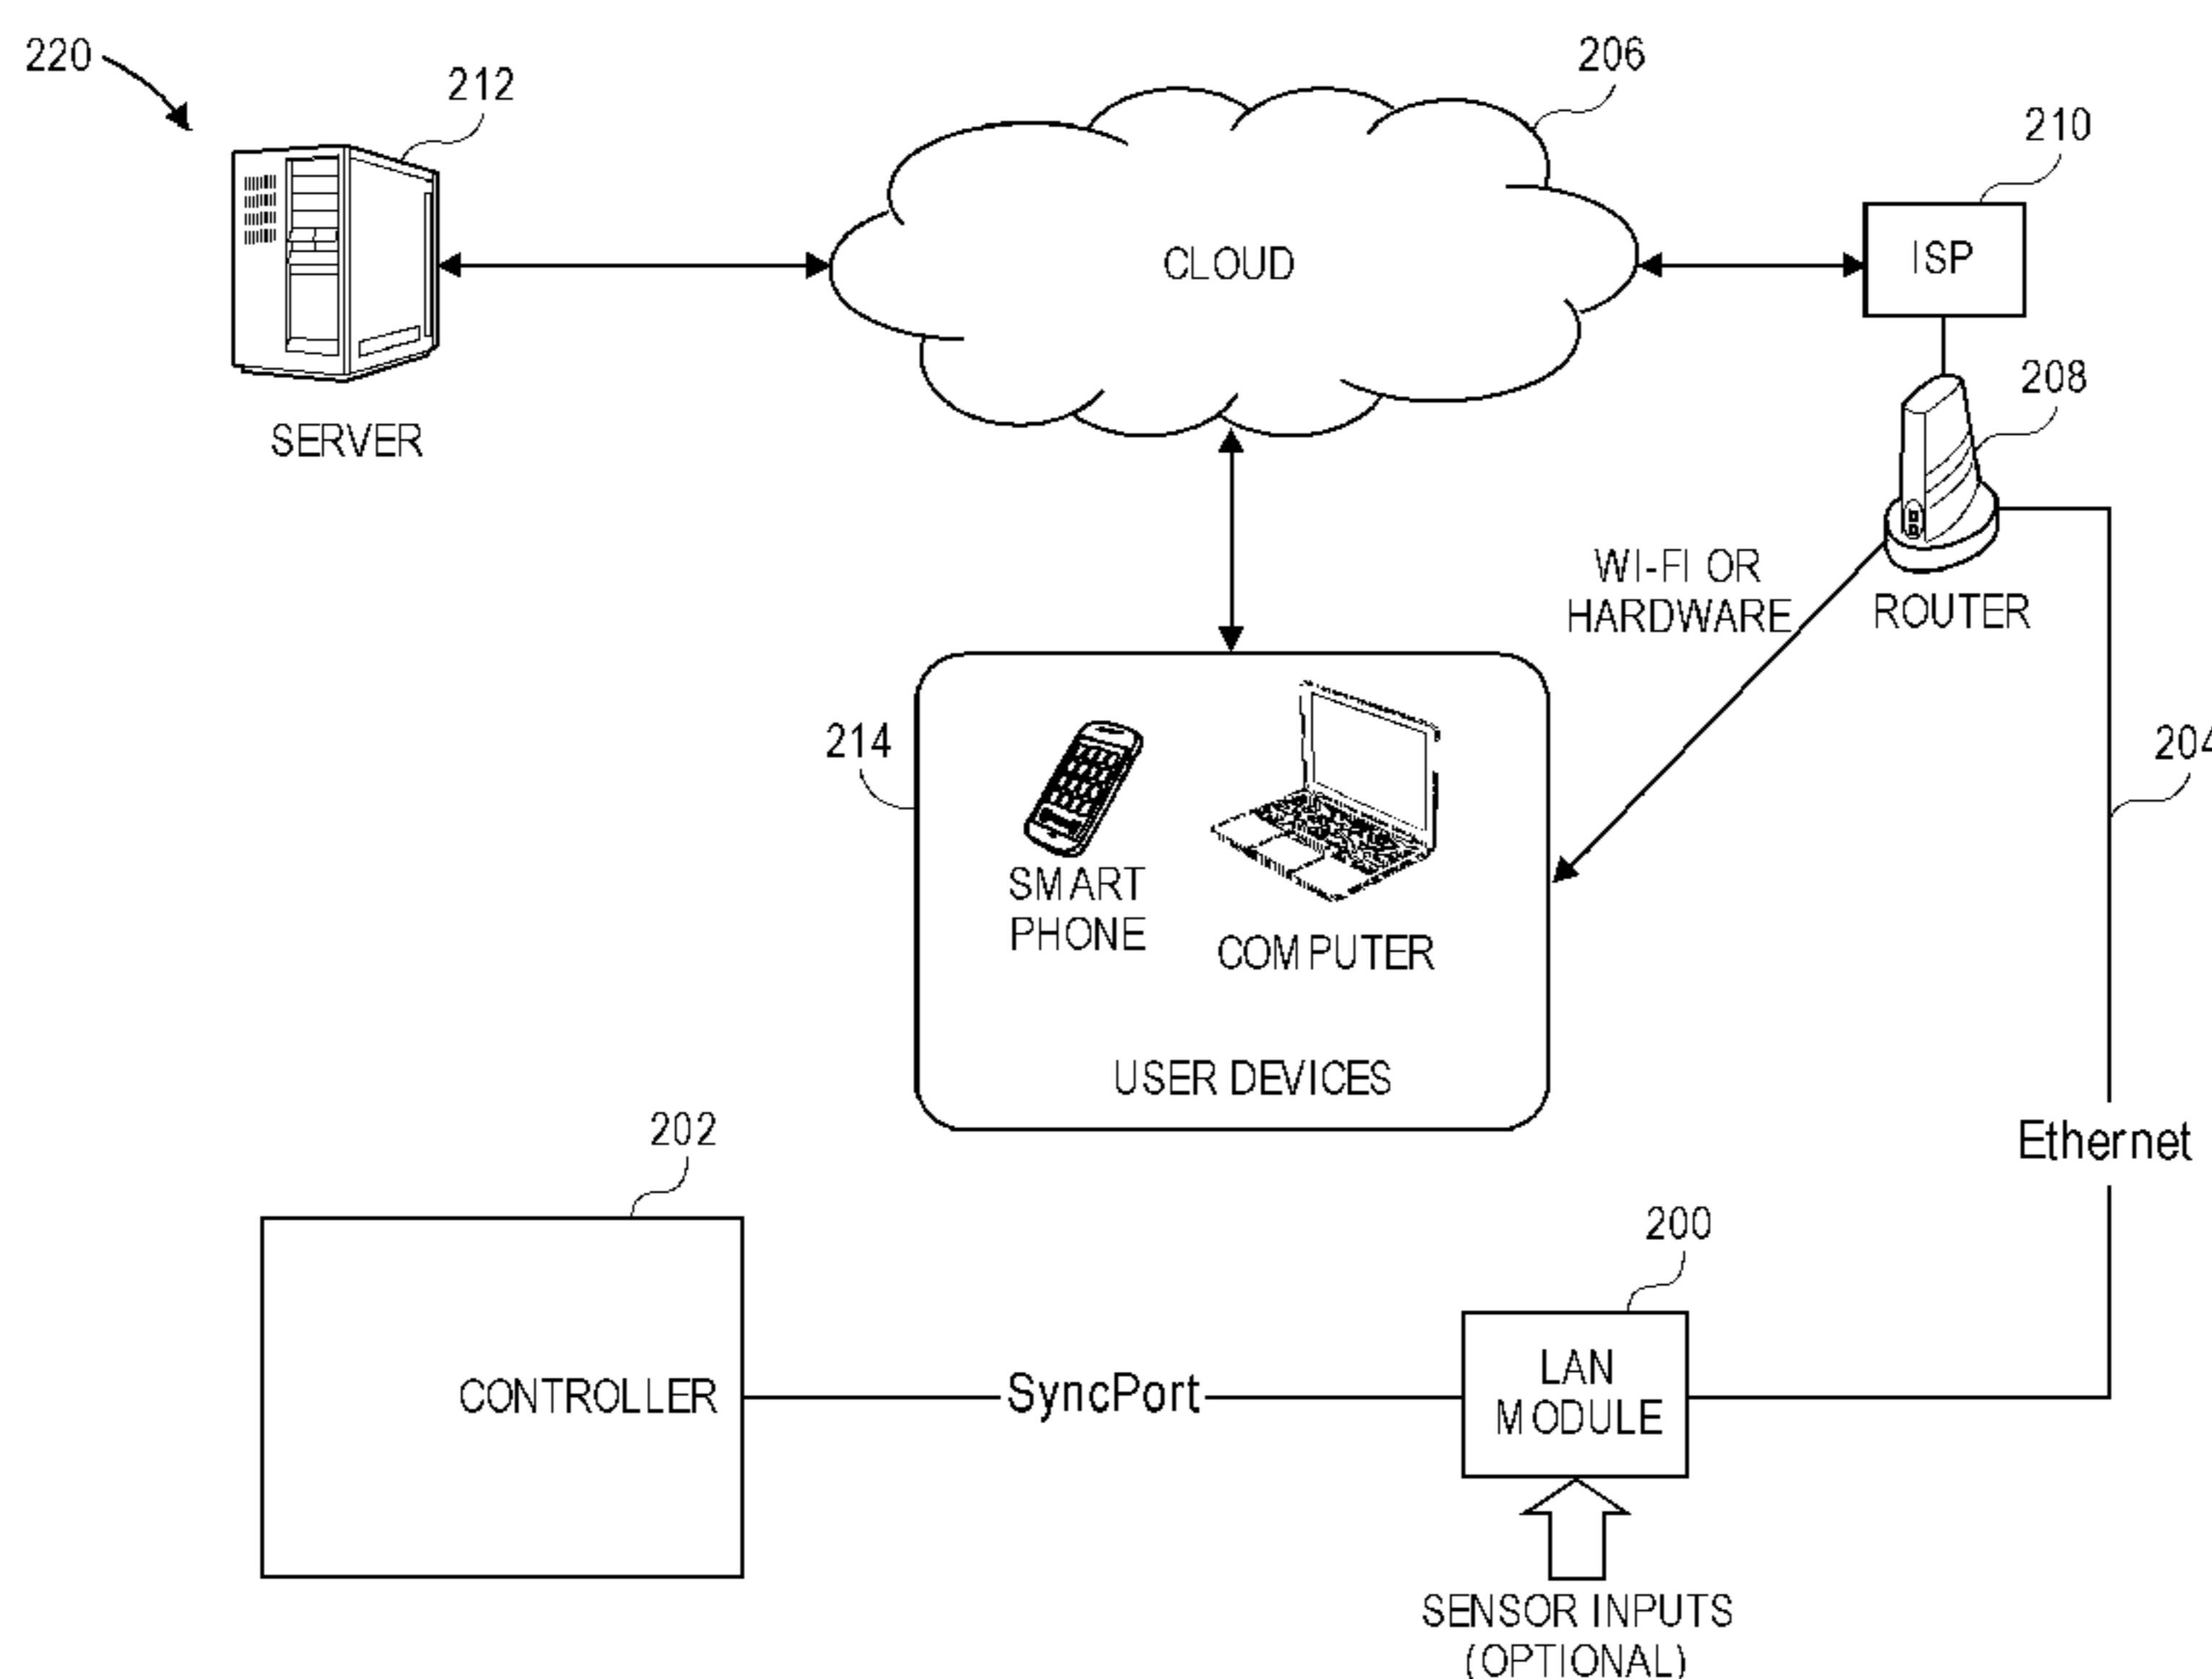 220
212
206
210
CLOUD
ISP
208
SERVER
WI-FI OR
HARDWARE
ROUTER
214
204
SMART
PHONE
COMPUTER
USER DEVICES
202
Ethernet
200
CONTROLLER
SyncPort
LAN
MODULE
SENSOR INPUTS
(OPTIONAL)